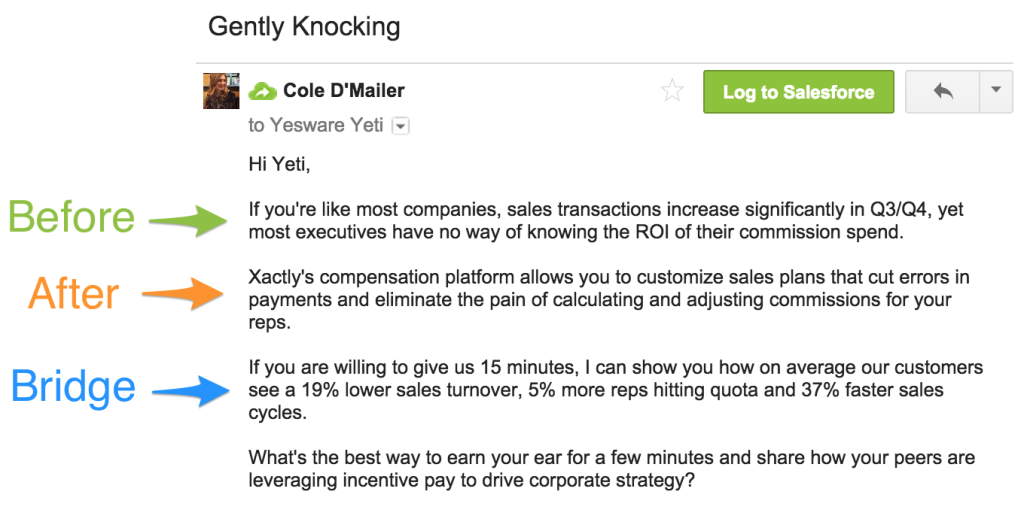 Gently Knocking
Cole D'Mailer
Log to Salesforce
to Yesware Yeti
Hi Yeti,
Before
If you're like most companies, sales transactions increase significantly in Q3/Q4, yet
most executives have no way of knowing the ROI of their commission spend.
After
Xactly's compensation platform allows you to customize sales plans that cut errors in
payments and eliminate the pain of calculating and adjusting commissions for your
reps.
Bridge
If you are willing to give us 15 minutes, I can show you how on average our customers
see a 19% lower sales turnover, 5% more reps hitting quota and 37% faster sales
cycles.
What's the best way to earn your ear for a few minutes and share how your peers are
leveraging incentive pay to drive corporate strategy?